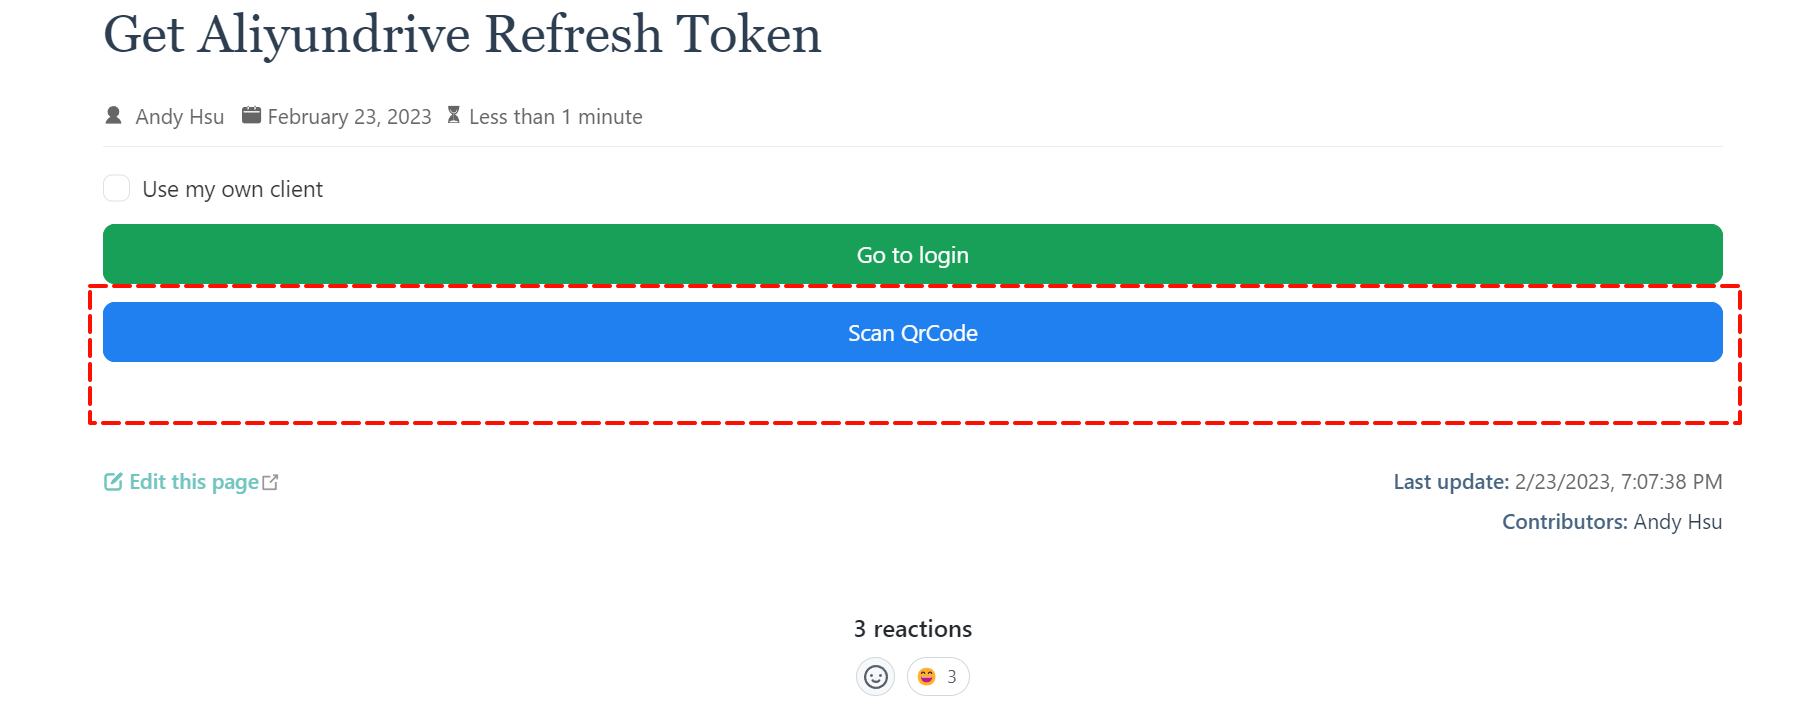 Get Aliyundrive Refresh Token
Andy Hsu February 23, 2023 Less than 1 minute
Use my own client
Go to login
Scan QrCode
Edit this page
Last update: 2/23/2023, 7:07:38 PM
Contributors: Andy Hsu
3 reactions
3